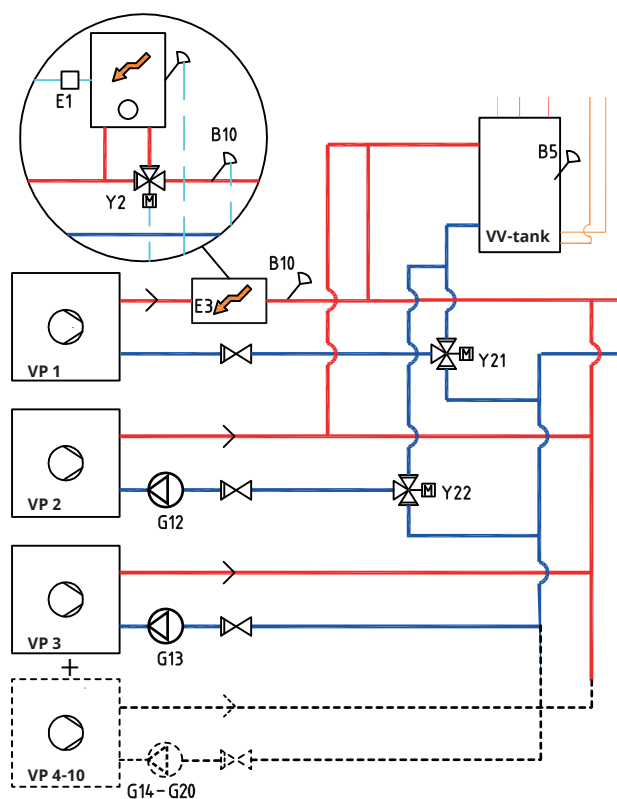 E1
B10
Y2
M
B5
VV-tank
B10
E3
VP 1
M
Y21
VP 2
M
Y22
G12
VP 3
G13
+
VP 4-10
G14-G20